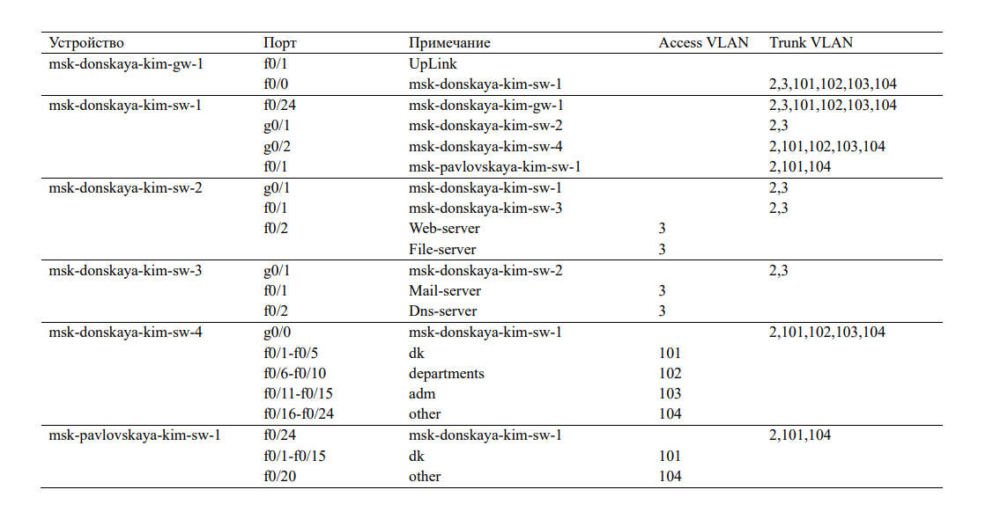 Устройство Порт Примечание Access VLAN Trunk VLAN
msk-donskaya-kim-gw-1 f0/1 UpLink
f0/0 msk-donskaya-kim-sw-1 2,3,101,102,103,104
msk-donskaya-kim-sw-1 f0/24 msk-donskaya-kim-gw-1 2,3,101,102,103,104
g0/1 msk-donskaya-kim-sw-2 2,3
g0/2 msk-donskaya-kim-sw-4 2,101,102,103,104
f0/1 msk-pavlovskaya-kim-sw-1 2,101,104
msk-donskaya-kim-sw-2 g0/1 msk-donskaya-kim-sw-1 2,3
f0/1 msk-donskaya-kim-sw-3 2,3
f0/2 Web-server 3
File-server 3
msk-donskaya-kim-sw-3 g0/1 msk-donskaya-kim-sw-2 2,3
f0/1 Mail-server 3
f0/2 Dns-server 3
msk-donskaya-kim-sw-4 g0/0 msk-donskaya-kim-sw-1 2,101,102,103,104
f0/1-f0/5 dk 101
f0/6-f0/10 departments 102
f0/11-f0/15 adm 103
f0/16-f0/24 other 104
msk-pavlovskaya-kim-sw-1 f0/24 msk-donskaya-kim-sw-1 2,101,104
f0/1-f0/15 dk 101
f0/20 other 104